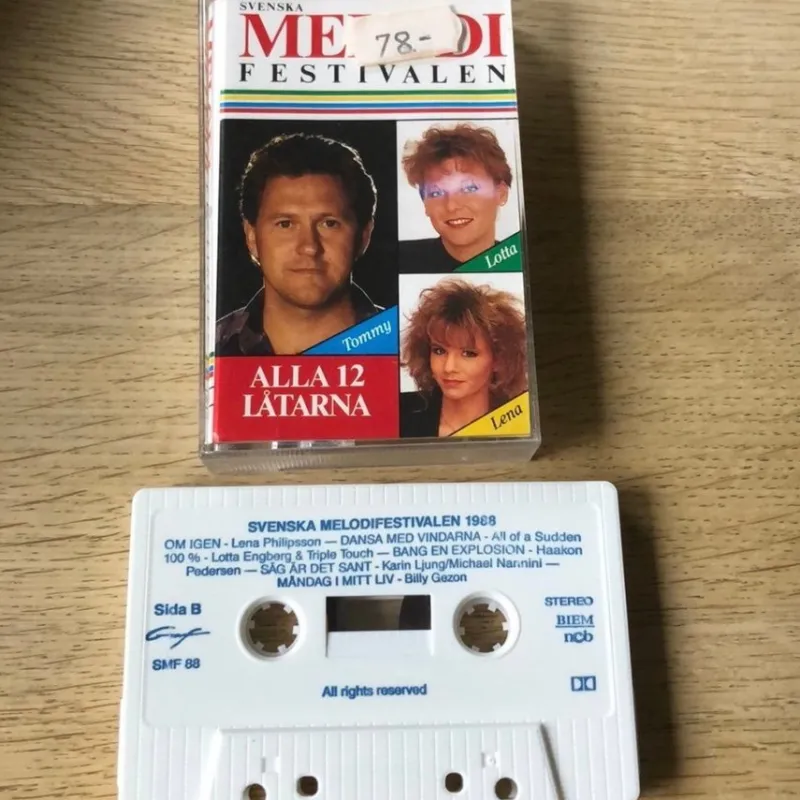 SVENSKA
ME DI
78.-
FESTIVALEN
Lotta
Tommy
ALLA 12
LÅTARNA
Lena
SVENSKA MELODIFESTIVALEN 1988
OM IGEN - Lena Philipsson — DANSA MED VINDARNA - All of a Sudden
100 % - Lotta Engberg & Triple Touch — BANG EN EXPLOSION - Haakon
Pedersen — SÄG ÄR DET SANT - Karin Ljung/Michael Nannini —
MÅNDAG I MITT LIV - Billy Gezon
Sida B
STEREO
BIEM
ncb
Graf
SMF 88
All rights reserved